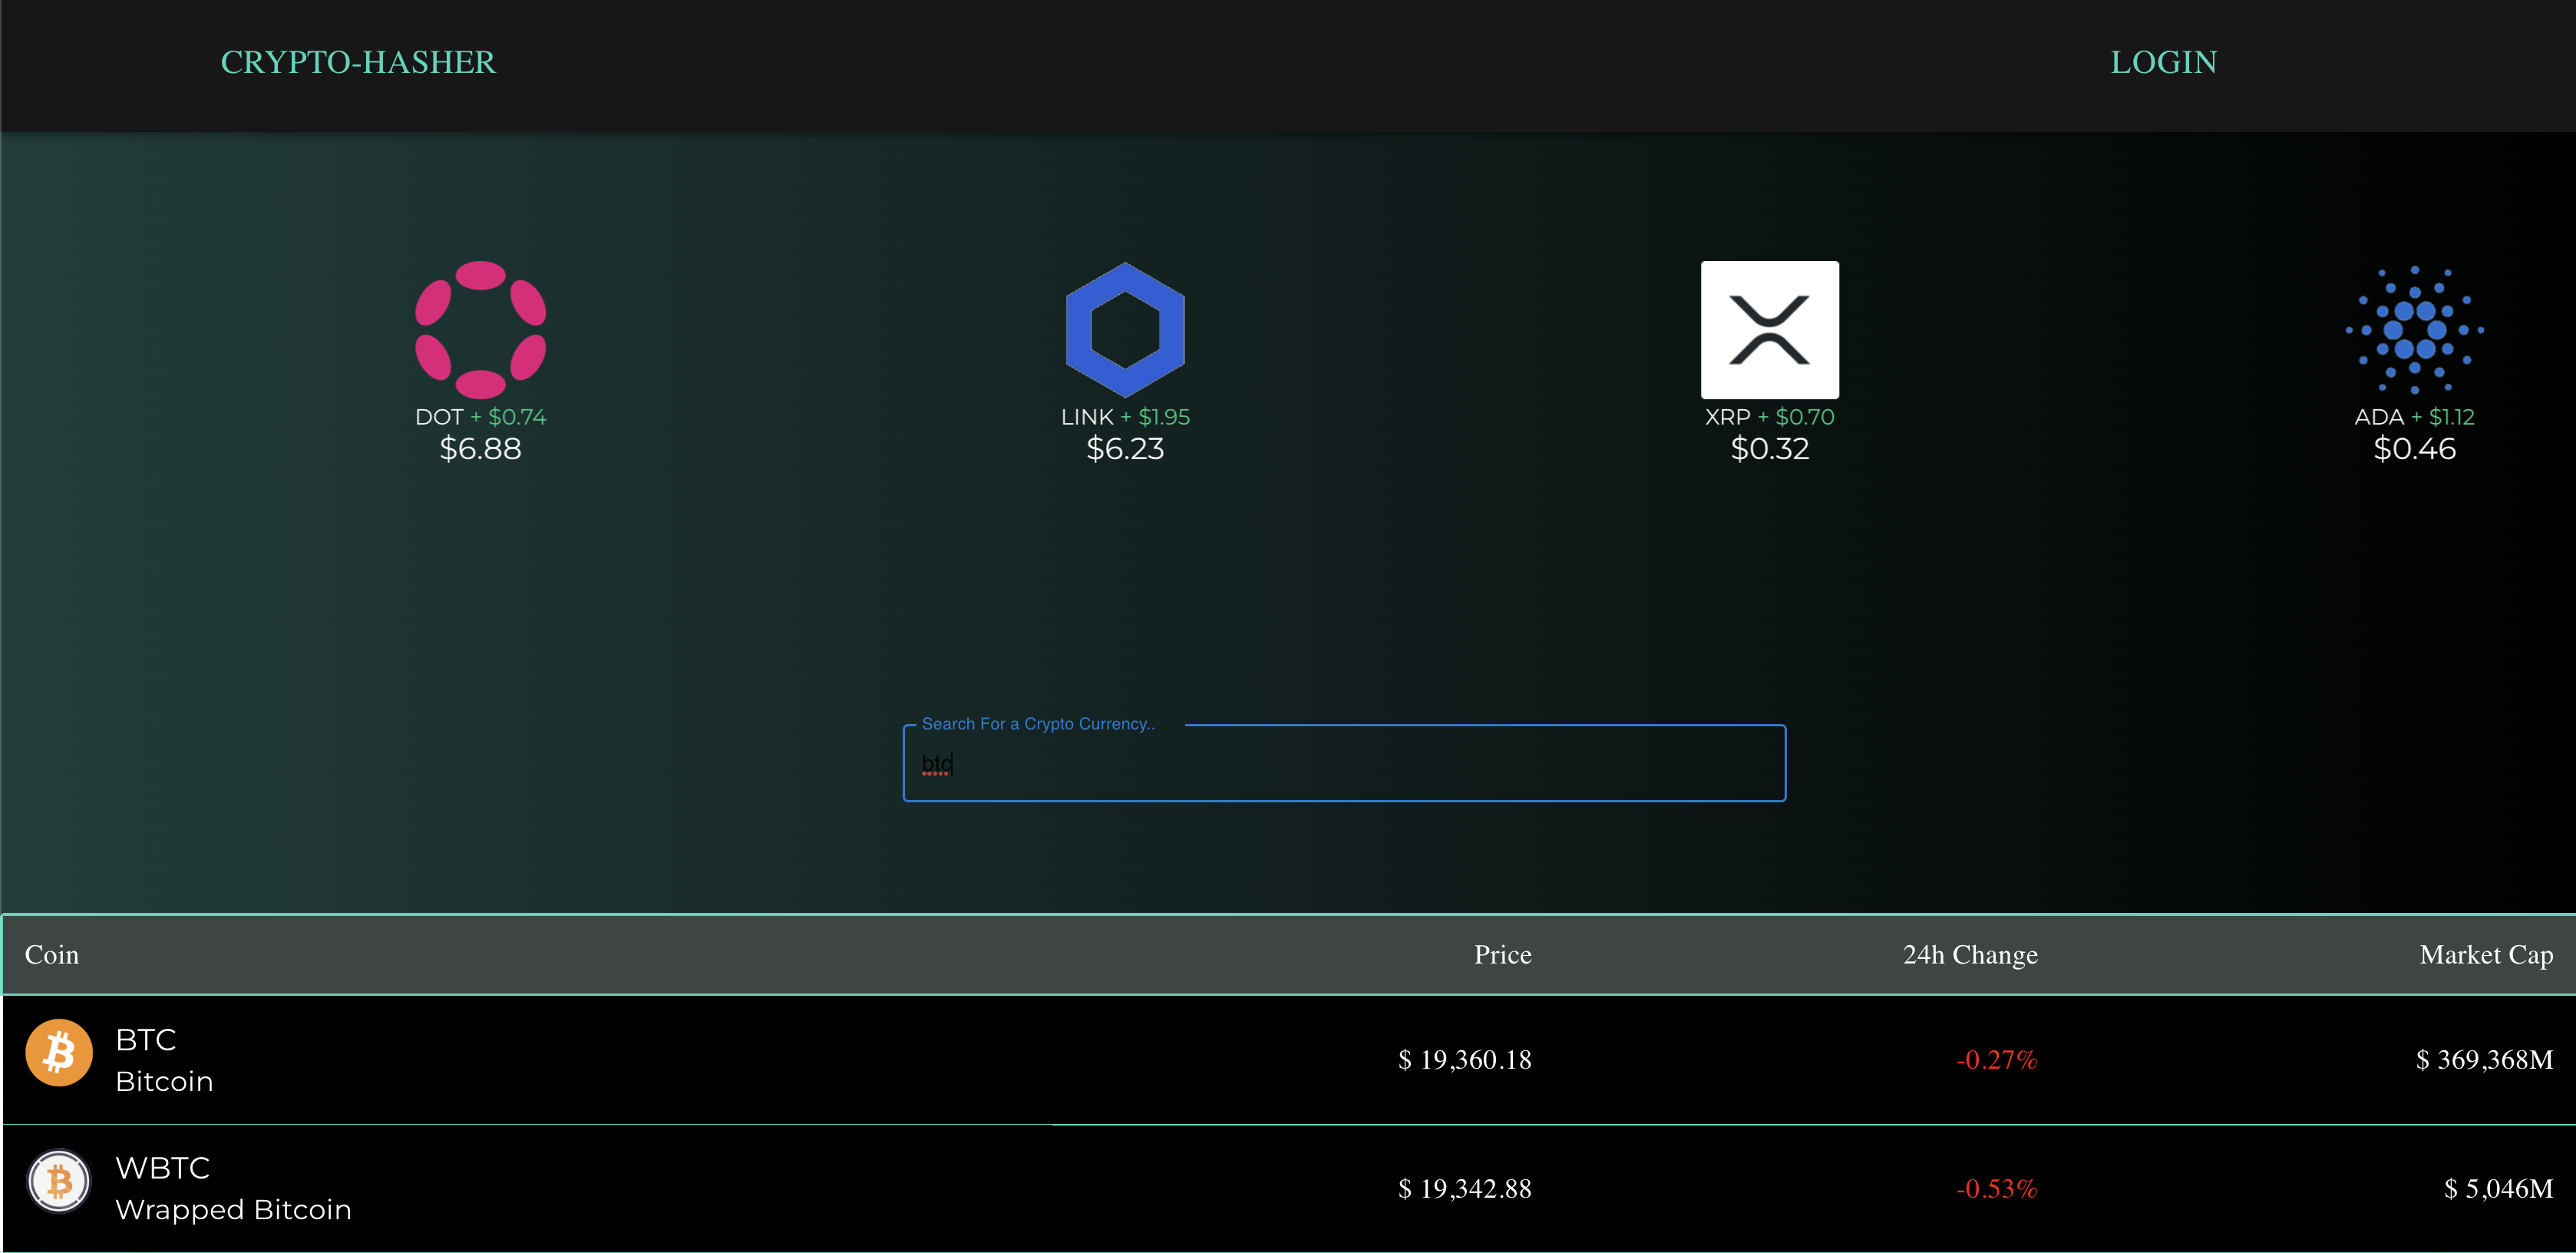 CRYPTO-HASHER LOGIN
DOT + $0.74 LINK + $1.95 XRP + $0.70 ADA + $1.12
$6.88 $6.23 $0.32 $0.46
Search For a Crypto Currency..
btc
Coin Price 24h Change Market Cap
BTC
Bitcoin
$ 19,360.18 -0.27% $ 369,368M
WBTC
Wrapped Bitcoin
$ 19,342.88 -0.53% $ 5,046M